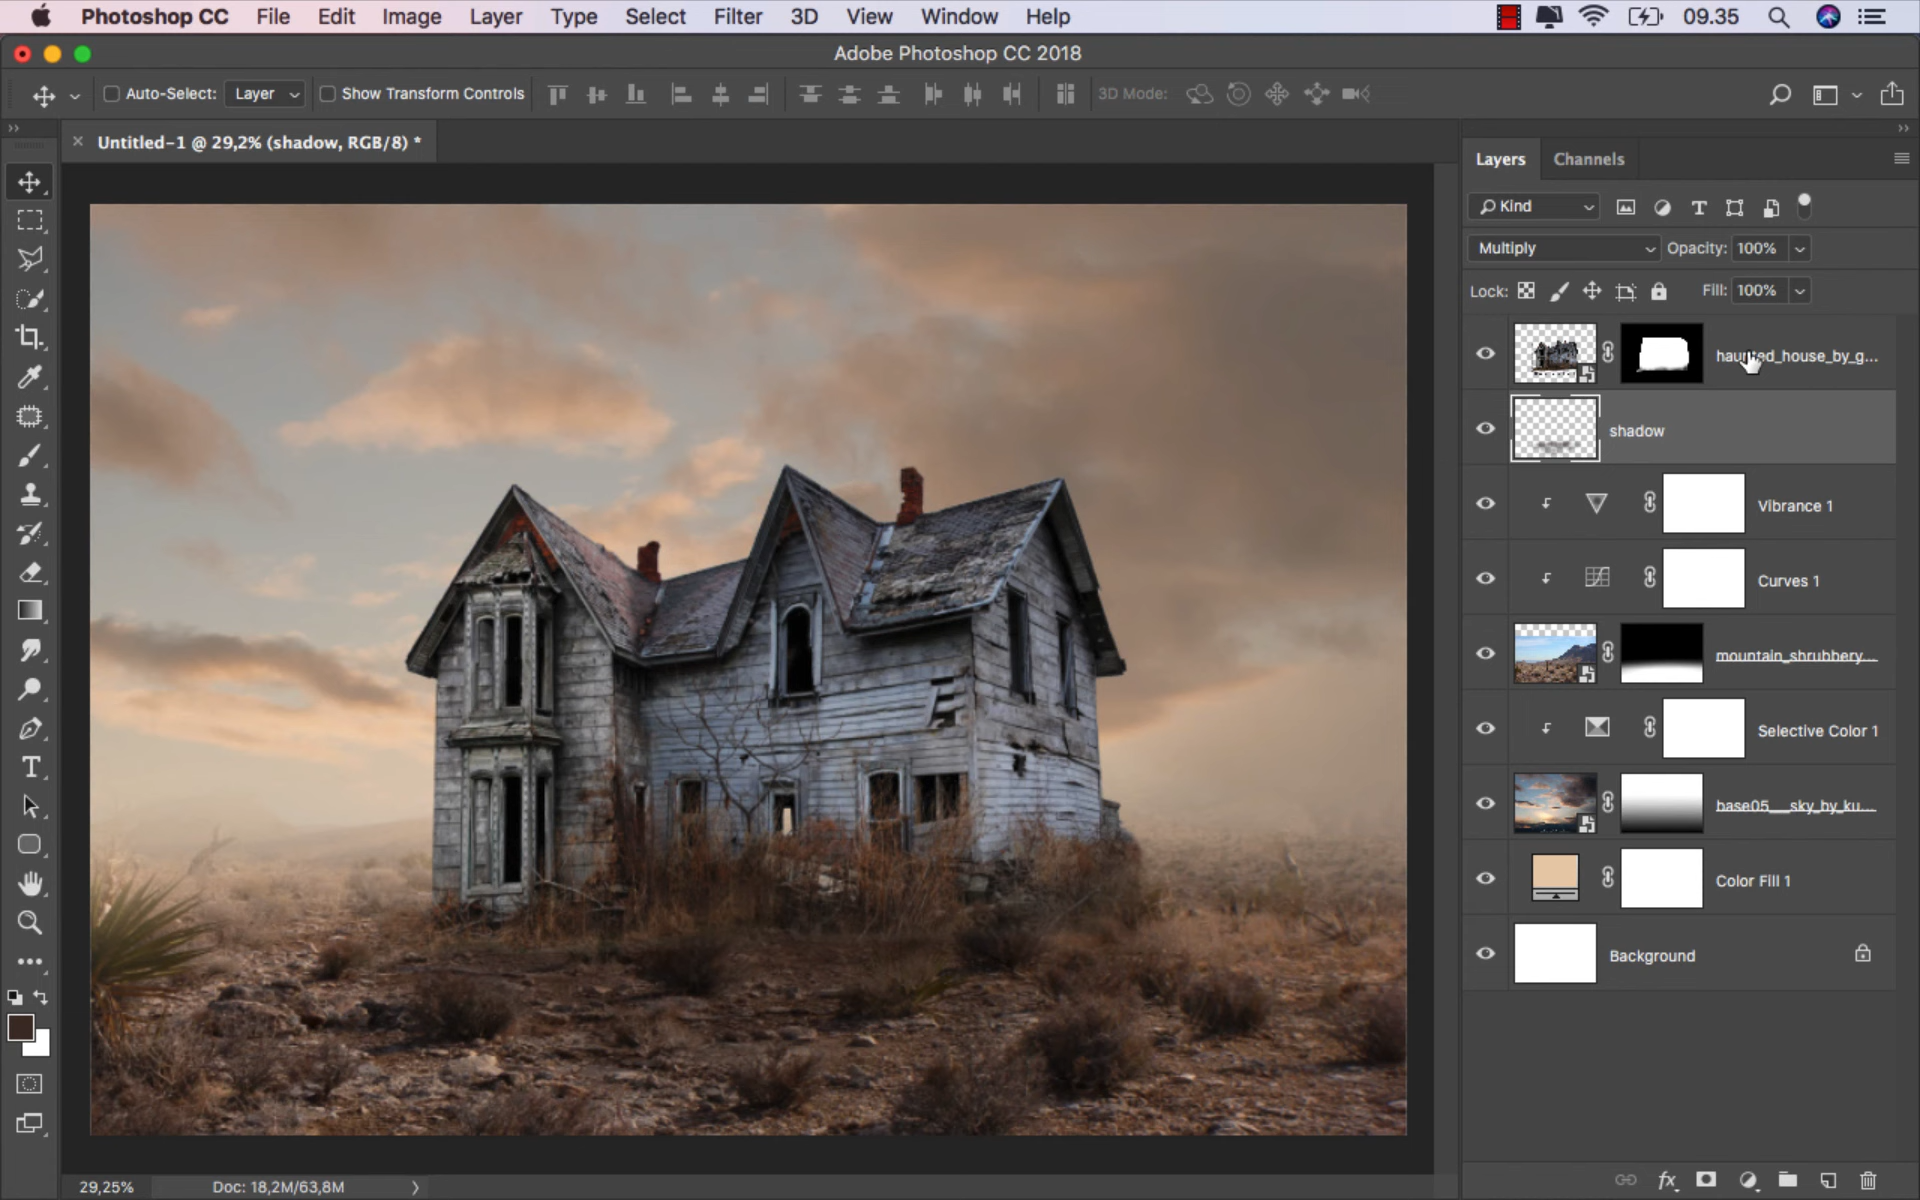 Photoshop CC File Edit Image Layer Type Select Filter 3D View Window Help 09.35
Adobe Photoshop CC 2018
Auto-Select: Layer Show Transform Controls 3D Mode:
Untitled-1 @ 29,2% (shadow, RGB/8) *
Layers Channels
Kind
Multiply Opacity: 100%
Lock: Fill: 100%
haunted_house_by_g...
shadow
Vibrance 1
Curves 1
mountain_shrubbery...
Selective Color 1
base05__sky_by_ku...
Color Fill 1
Background
29,25% Doc: 18,2M/63,8M